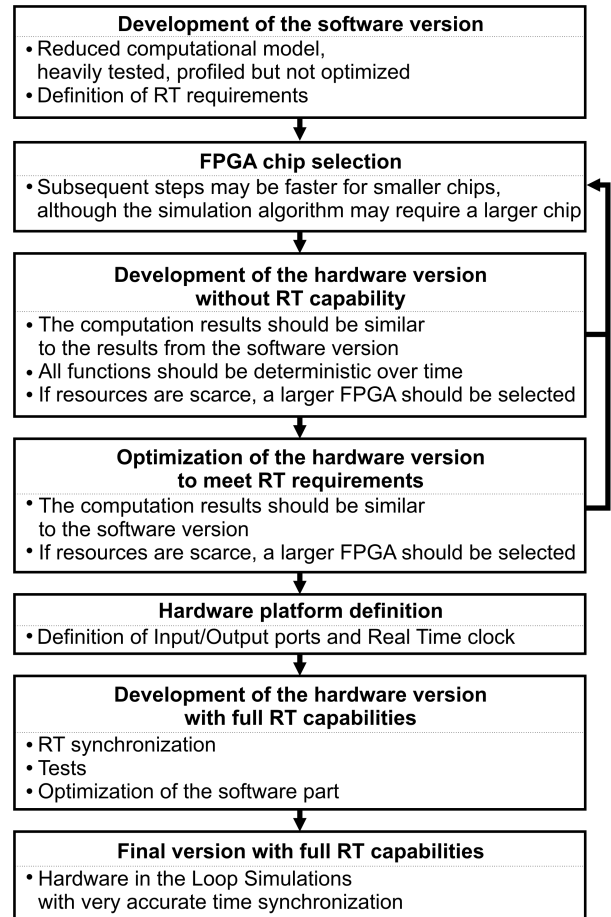 Development of the software version
• Reduced computational model,
heavily tested, profiled but not optimized
• Definition of RT requirements
FPGA chip selection
• Subsequent steps may be faster for smaller chips,
although the simulation algorithm may require a larger chip
Development of the hardware version
without RT capability
• The computation results should be similar
to the results from the software version
• All functions should be deterministic over time
• If resources are scarce, a larger FPGA should be selected
Optimization of the hardware version
to meet RT requirements
• The computation results should be similar
to the software version
• If resources are scarce, a larger FPGA should be selected
Hardware platform definition
• Definition of Input/Output ports and Real Time clock
Development of the hardware version
with full RT capabilities
• RT synchronization
• Tests
• Optimization of the software part
Final version with full RT capabilities
• Hardware in the Loop Simulations
with very accurate time synchronization